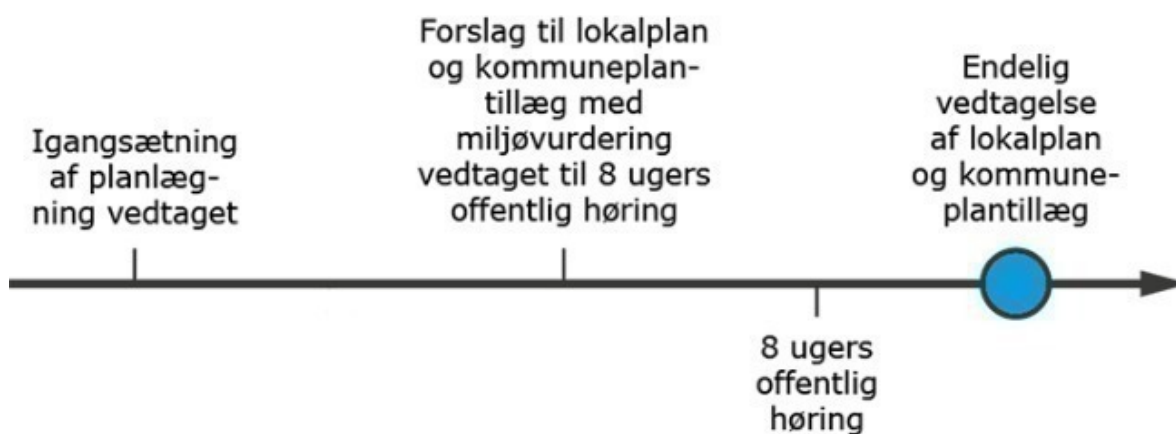 Igangsætning
af planlæg-
ning vedtaget
Forslag til lokalplan
og kommuneplan-
tillæg med
miljøvurdering
vedtaget til 8 ugers
offentlig høring
8 ugers
offentlig
høring
Endelig
vedtagelse
af lokalplan
og kommune-
plantillæg